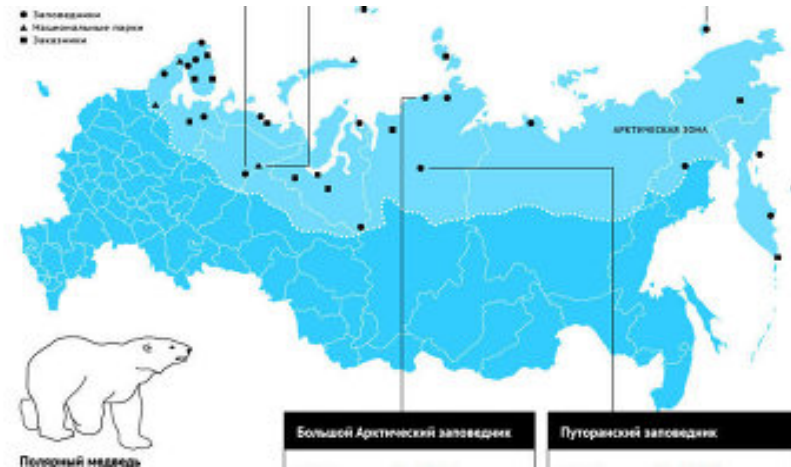 Заповедники
Национальные парки
Заказники
АРКТИЧЕСКАЯ ЗОНА
Большой Арктический заповедник
Путоранский заповедник
Полярный медведь